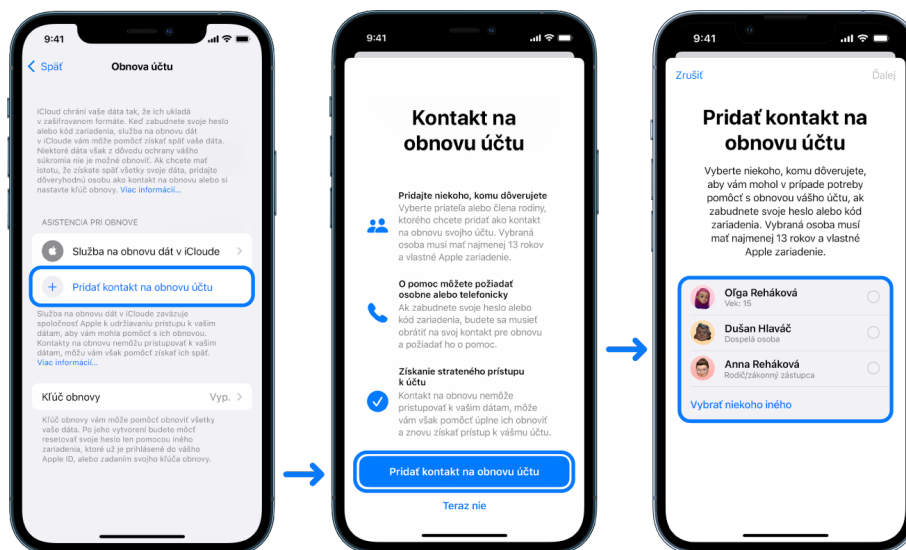 9:41
Späť
Obnova účtu
iCloud chráni vaše dáta tak, že ich ukladá
v zašifrovanom formáte. Keď zabudnete svoje heslo
alebo kód zariadenia, služba na obnovu dát
v iCloude vám môže pomôcť získať späť vaše dáta.
Niektoré dáta však z dôvodu ochrany vášho
súkromia nie je možné obnoviť. Ak chcete mať
istotu, že získate späť všetky svoje dáta, pridajte
dôveryhodnú osobu ako kontakt na obnovu alebo si
nastavte kľúč obnovy. Viac informácií...
ASISTENCIA PRI OBNOVE
Služba na obnovu dát v iCloude
Pridať kontakt na obnovu účtu
Služba na obnovu dát v iCloude zaväzuje
spoločnosť Apple k udržiavaniu prístupu k vašim
dátam, aby vám mohla pomôcť s ich obnovou.
Kontakty na obnovu nemôžu pristupovať k vašim
dátam, môžu vám však pomôcť získať ich späť.
Viac informácií...
Kľúč obnovy
Vyp.
Kľúč obnovy vám môže pomôcť obnoviť všetky
vaše dáta. Po jeho vytvorení budete môcť
resetovať svoje heslo len pomocou iného
zariadenia, ktoré už je prihlásené do vášho
Apple ID, alebo zadaním svojho kľúča obnovy.
9:41
Kontakt na
obnovu účtu
Pridajte niekoho, komu dôverujete
Vyberte priateľa alebo člena rodiny,
ktorého chcete pridať ako kontakt
na obnovu svojho účtu. Vybraná
osoba musí mať najmenej 13 rokov
a vlastné Apple zariadenie.
O pomoc môžete požiadať
osobne alebo telefonicky
Ak zabudnete svoje heslo alebo
kód zariadenia, budete sa musieť
obrátiť na svoj kontakt pre obnovu
a požiadať ho o pomoc.
Získanie strateného prístupu
k účtu
Kontakt na obnovu nemôže
pristupovať k vašim dátam, môže
vám však pomôcť úplne ich obnoviť
a znovu získať prístup k vášmu účtu.
Pridať kontakt na obnovu účtu
Teraz nie
9:41
Zrušiť
Ďalej
Pridať kontakt na
obnovu účtu
Vyberte niekoho, komu dôverujete,
aby vám mohol v prípade potreby
pomôcť s obnovou vášho účtu, ak
zabudnete svoje heslo alebo kód
zariadenia. Vybraná osoba musí
mať najmenej 13 rokov a vlastné
Apple zariadenie.
Oľga Reháková
Vek: 15
Dušan Hlaváč
Dospelá osoba
Anna Reháková
Rodič/zákonný zástupca
Vybrať niekoho iného